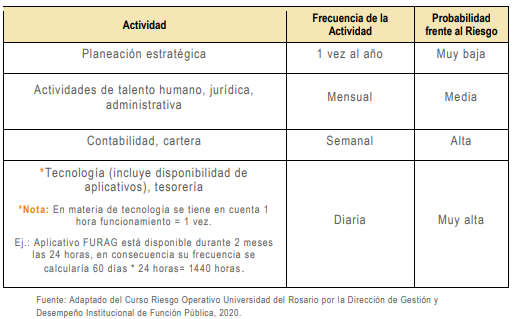 Actividad
Frecuencia de la
Actividad
Probabilidad
frente al Riesgo
Planeación estratégica
1 vez al año
Muy baja
Actividades de talento humano, jurídica,
administrativa
Mensual
Media
Contabilidad, cartera
Semanal
Alta
*Tecnología (incluye disponibilidad de
aplicativos), tesorería
*Nota: En materia de tecnología se tiene en cuenta 1
hora funcionamiento = 1 vez.
Ej.: Aplicativo FURAG está disponible durante 2 meses
las 24 horas, en consecuencia su frecuencia se
calcularía 60 días * 24 horas= 1440 horas.
Diaria
Muy alta
Fuente: Adaptado del Curso Riesgo Operativo Universidad del Rosario por la Dirección de Gestión y
Desempeño Institucional de Función Pública, 2020.